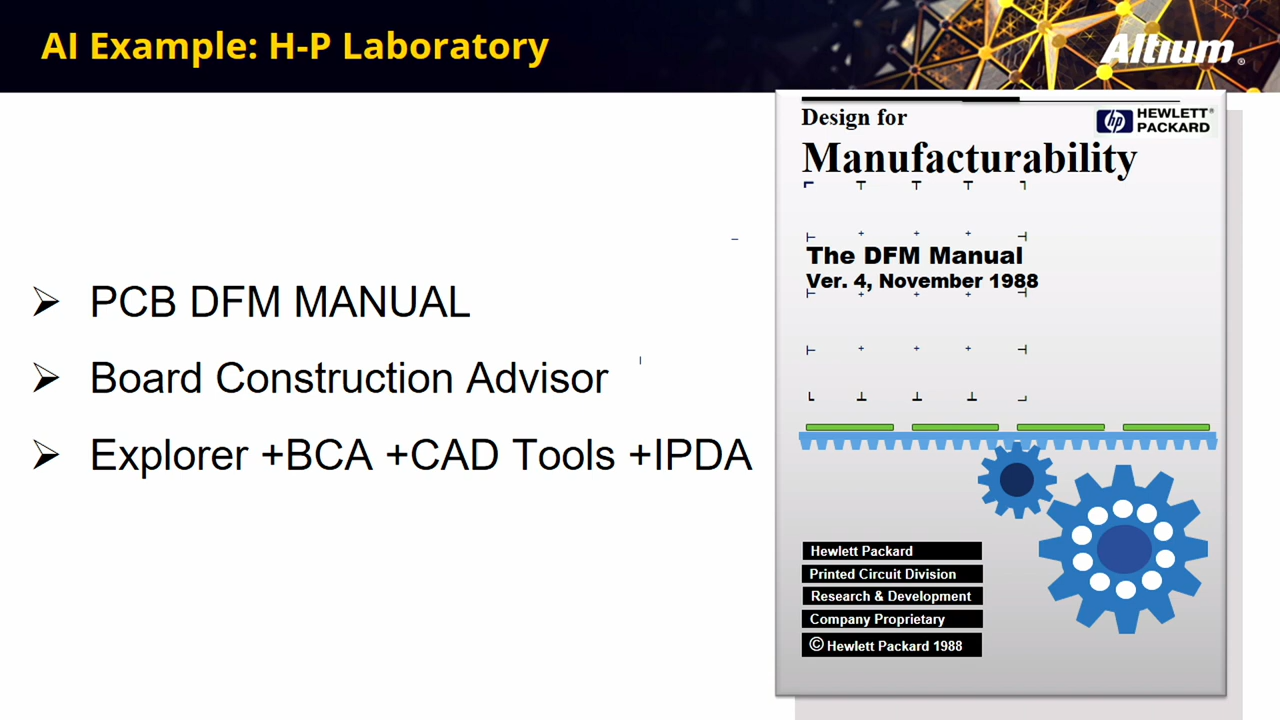 AI Example: H-P Laboratory
Altium®
PCB DFM MANUAL
Board Construction Advisor
Explorer +BCA +CAD Tools +IPDA
Design for
hp HEWLETT®
PACKARD
Manufacturability
The DFM Manual
Ver. 4, November 1988
Hewlett Packard
Printed Circuit Division
Research & Development
Company Proprietary
© Hewlett Packard 1988